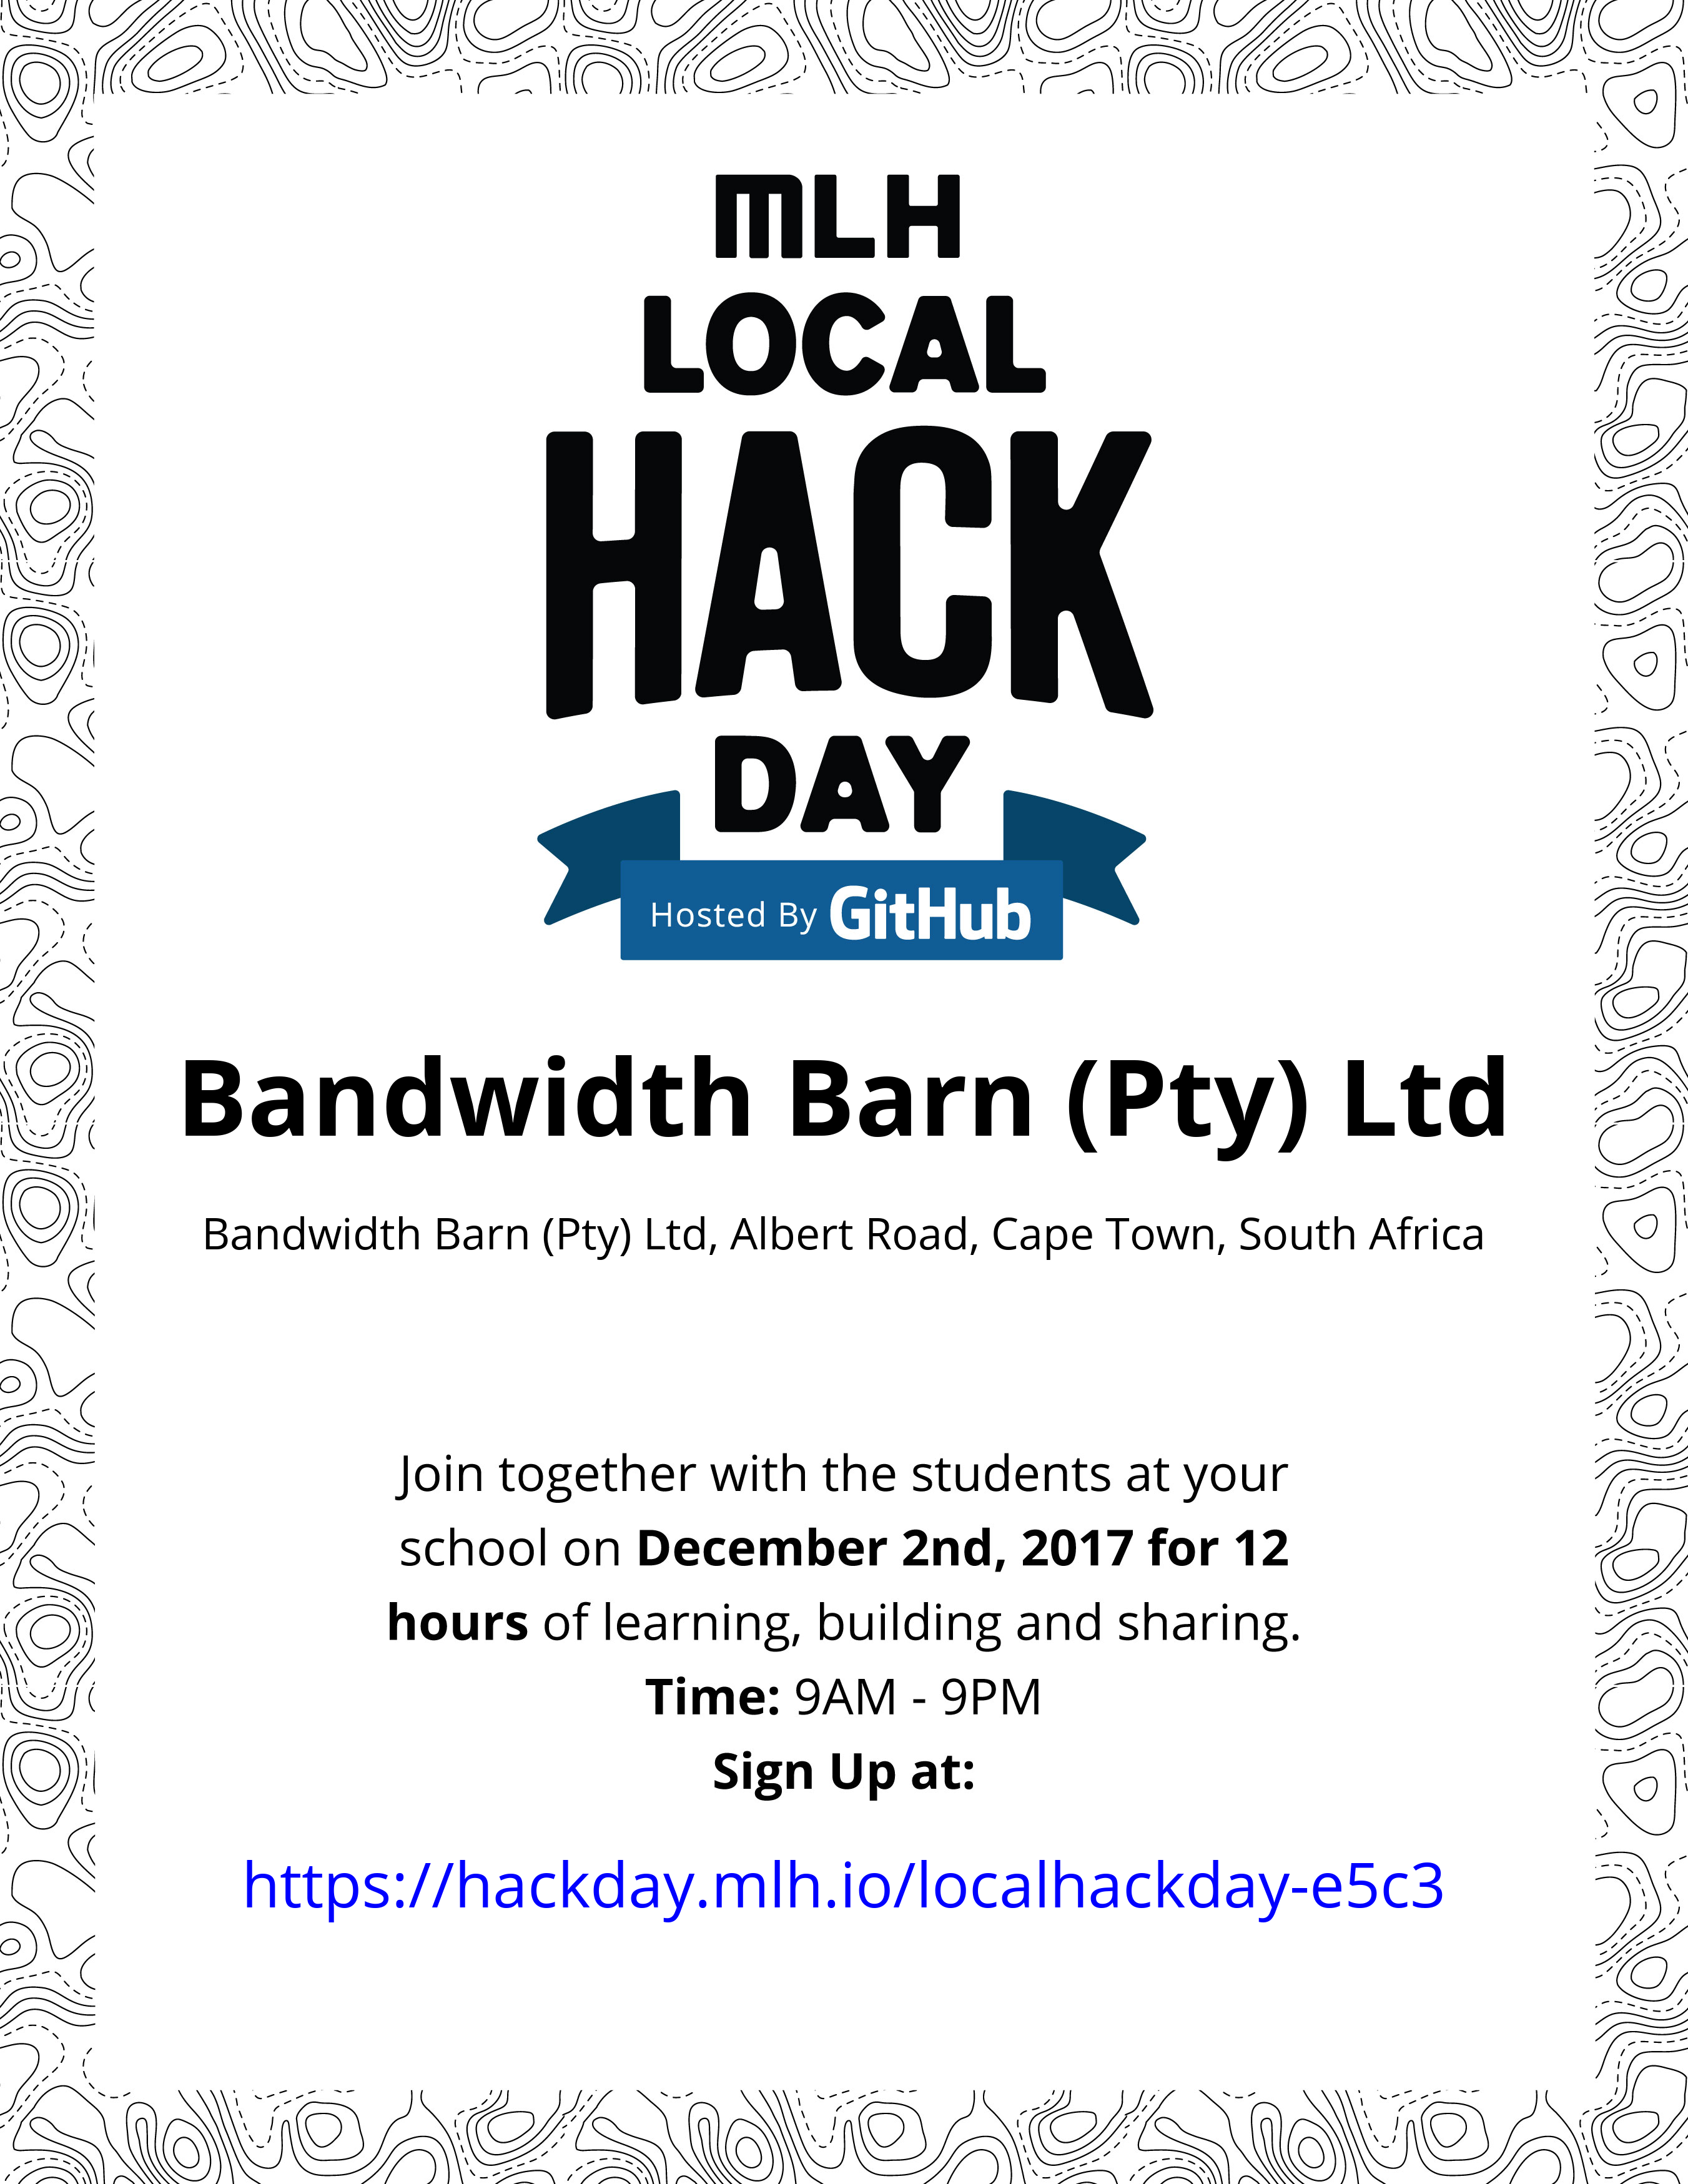 MLH
LOCAL
HACK
DAY
Hosted By GitHub
Bandwidth Barn (Pty) Ltd
Bandwidth Barn (Pty) Ltd, Albert Road, Cape Town, South Africa
Join together with the students at your
school on December 2nd, 2017 for 12
hours of learning, building and sharing.
Time: 9AM - 9PM
Sign Up at:
https://hackday.mlh.io/localhackday-e5c3